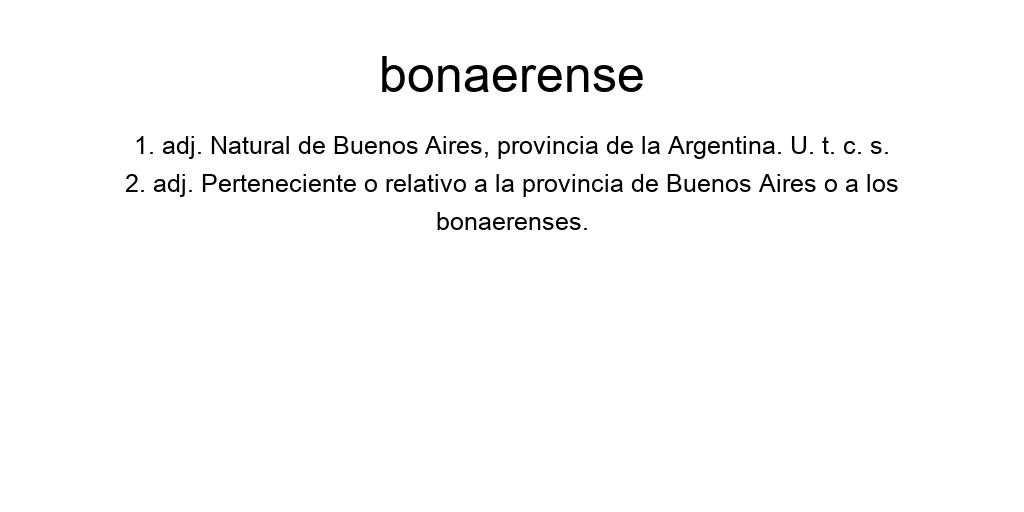 bonaerense
1. adj. Natural de Buenos Aires, provincia de la Argentina. U. t. c. s.
2. adj. Perteneciente o relativo a la provincia de Buenos Aires o a los
bonaerenses.